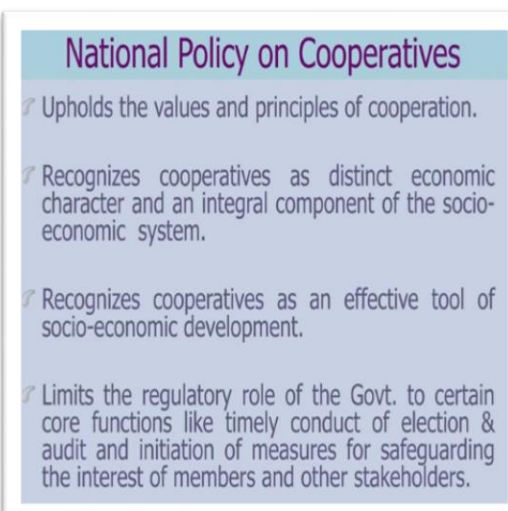 National Policy on Cooperatives
Upholds the values and principles of cooperation.
Recognizes cooperatives as distinct economic
character and an integral component of the socio-
economic system.
Recognizes cooperatives as an effective tool of
socio-economic development.
Limits the regulatory role of the Govt. to certain
core functions like timely conduct of election &
audit and initiation of measures for safeguarding
the interest of members and other stakeholders.